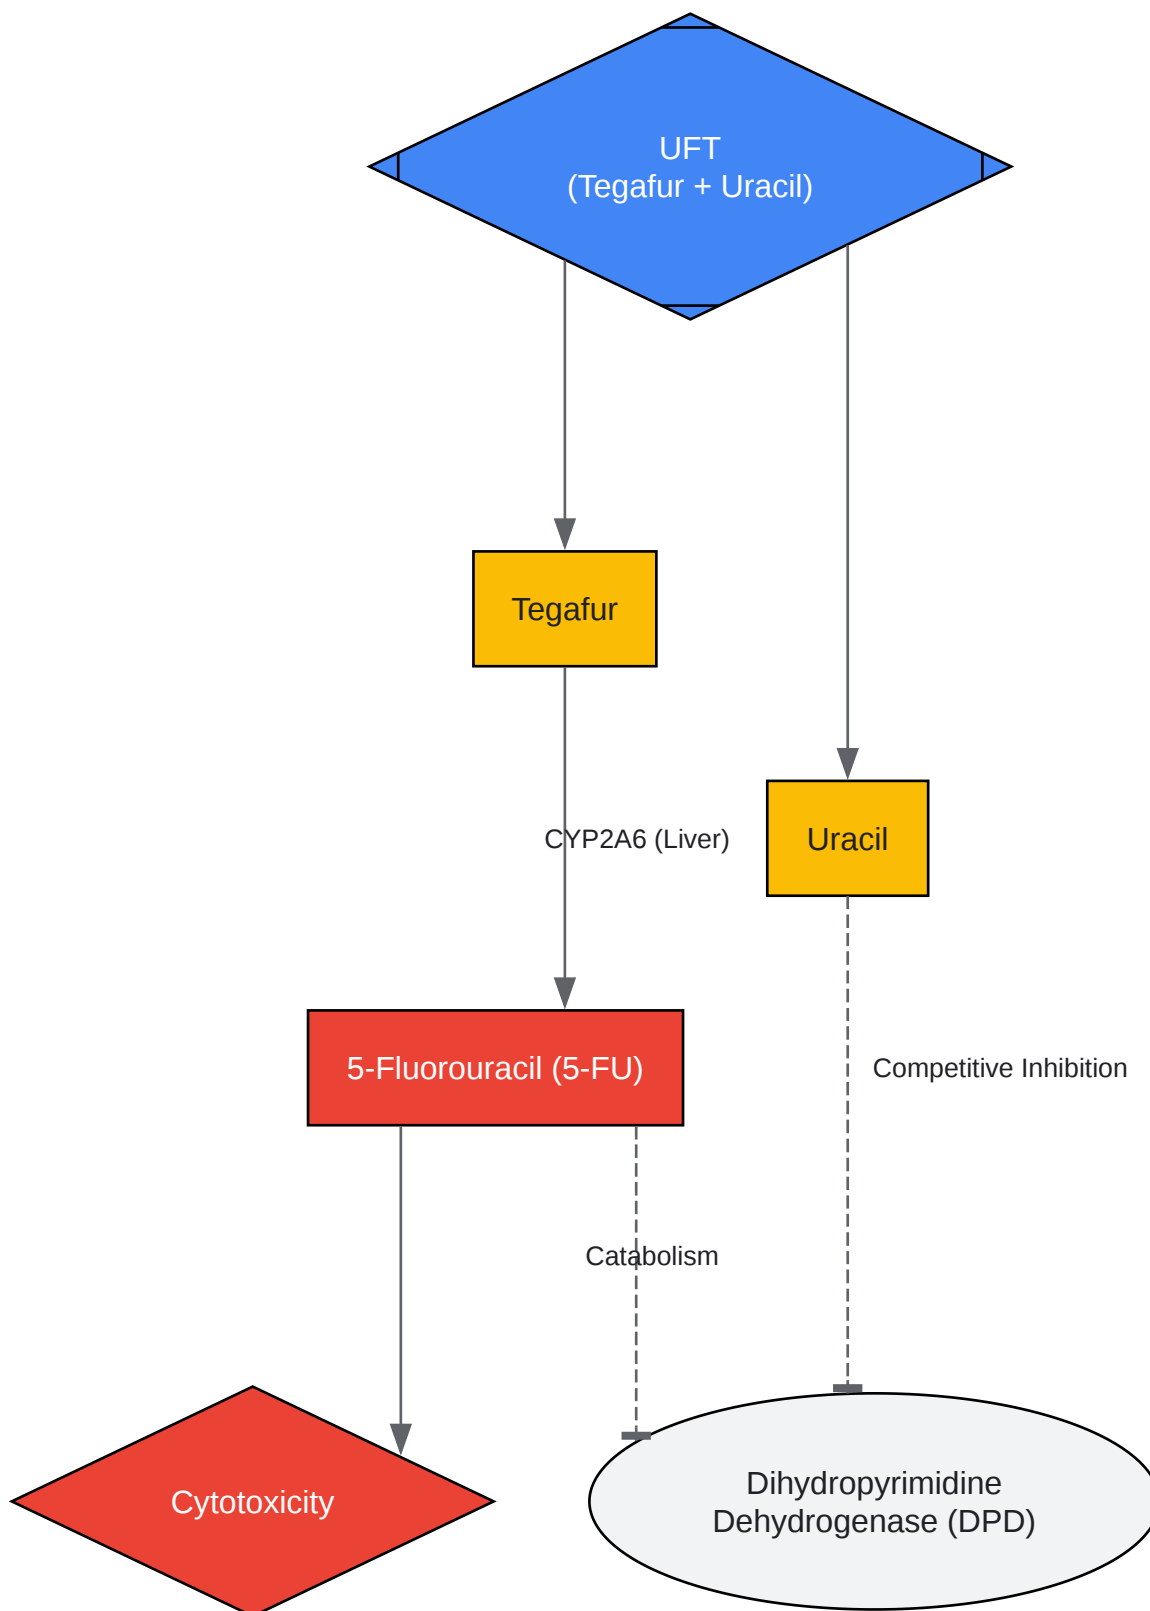 UFT
(Tegafur + Uracil)
Tegafur
CYP2A6 (Liver)
Uracil
5-Fluorouracil (5-FU)
Competitive Inhibition
Catabolism
Cytotoxicity
Dihydropyrimidine
Dehydrogenase (DPD)